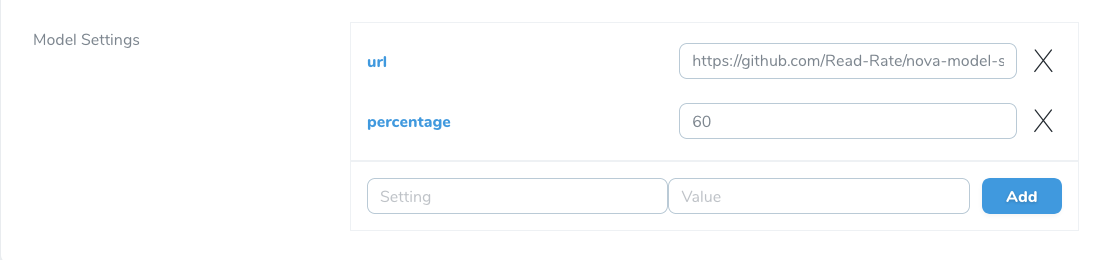 Model Settings
url
https://github.com/Read-Rate/nova-model-s
X
percentage
60
X
Setting
Value
Add